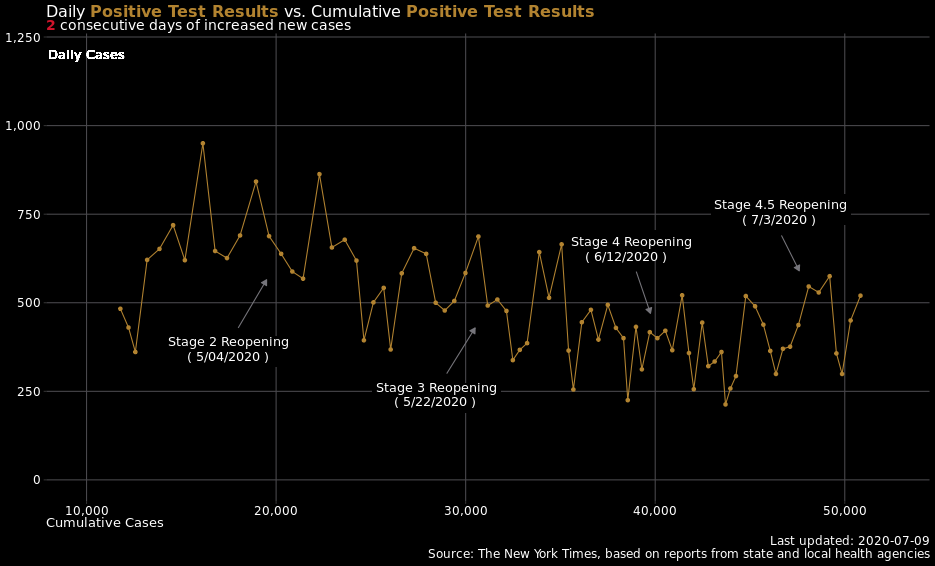 Daily Positive Test Results vs. Cumulative Positive Test Results
2 consecutive days of increased new cases
1,250
Daily Cases
1,000
750
Stage 4.5 Reopening
( 7/3/2020 )
Stage 4 Reopening
( 6/12/2020 )
500
Stage 2 Reopening
( 5/04/2020 )
Stage 3 Reopening
( 5/22/2020 )
250
0
10,000 20,000 30,000 40,000 50,000
Cumulative Cases
Last updated: 2020-07-09
Source: The New York Times, based on reports from state and local health agencies